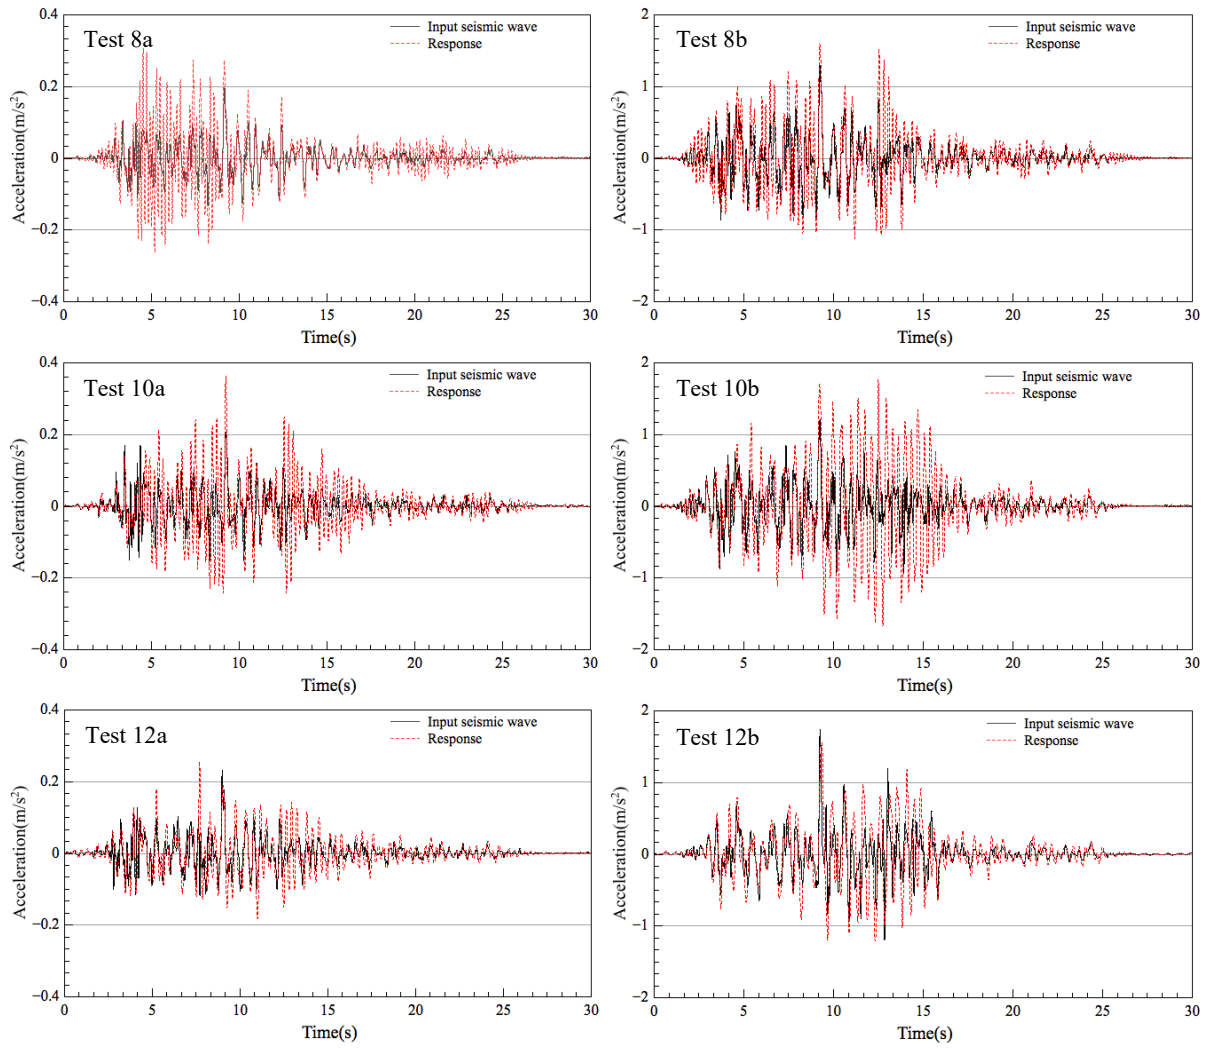 Test 8a
Input seismic wave
Response
Acceleration(m/s²)
0.4
0.2
0
−0.2
−0.4
0 5 10 15 20 25 30
Time(s)
Test 8b
Input seismic wave
Response
Acceleration(m/s²)
2
1
0
−1
−2
0 5 10 15 20 25 30
Time(s)
Test 10a
Input seismic wave
Response
Acceleration(m/s²)
0.4
0.2
0
−0.2
−0.4
0 5 10 15 20 25 30
Time(s)
Test 10b
Input seismic wave
Response
Acceleration(m/s²)
2
1
0
−1
−2
0 5 10 15 20 25 30
Time(s)
Test 12a
Input seismic wave
Response
Acceleration(m/s²)
0.4
0.2
0
−0.2
−0.4
0 5 10 15 20 25 30
Time(s)
Test 12b
Input seismic wave
Response
Acceleration(m/s²)
2
1
0
−1
−2
0 5 10 15 20 25 30
Time(s)